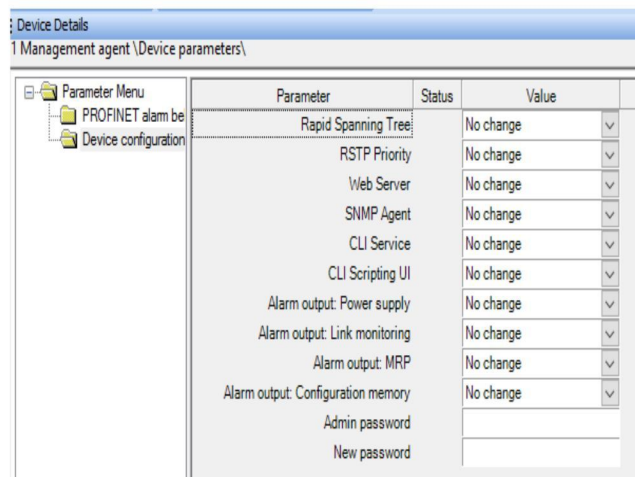 Device Details
1 Management agent \Device parameters\
Parameter Menu
PROFINET alarm be
Device configuration
Parameter Status Value
Rapid Spanning Tree No change
RSTP Priority No change
Web Server No change
SNMP Agent No change
CLI Service No change
CLI Scripting UI No change
Alarm output: Power supply No change
Alarm output: Link monitoring No change
Alarm output: MRP No change
Alarm output: Configuration memory No change
Admin password
New password